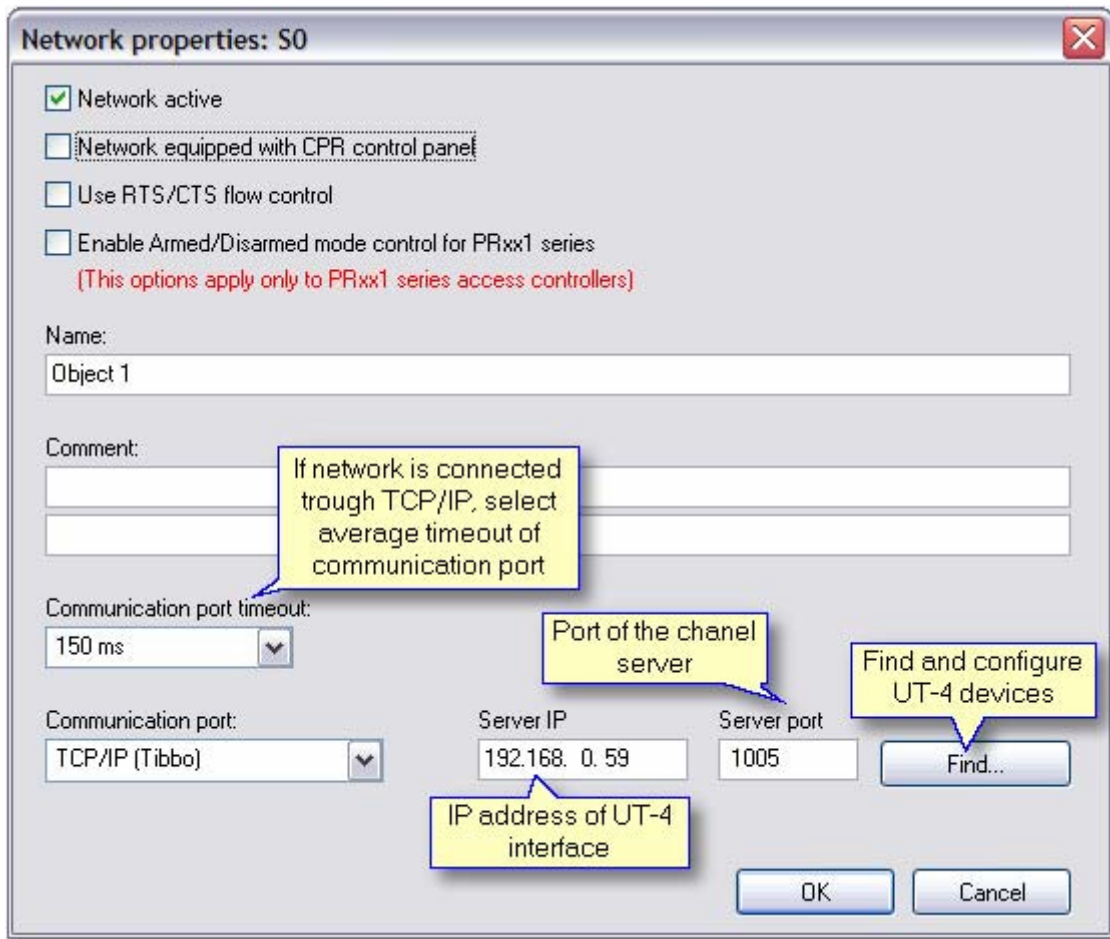 Network properties: S0
Network active
Network equipped with CPR control panel
Use RTS/CTS flow control
Enable Armed/Disarmed mode control for PRxx1 series
(This options apply only to PRxx1 series access controllers)
Name:
Object 1
Comment:
If network is connected
trough TCP/IP, select
average timeout of
communication port
Communication port timeout:
150 ms
Port of the chanel
server
Find and configure
UT-4 devices
Communication port:
Server IP
Server port
TCP/IP (Tibbo)
192.168. 0. 59
1005
Find...
IP address of UT-4
interface
OK
Cancel